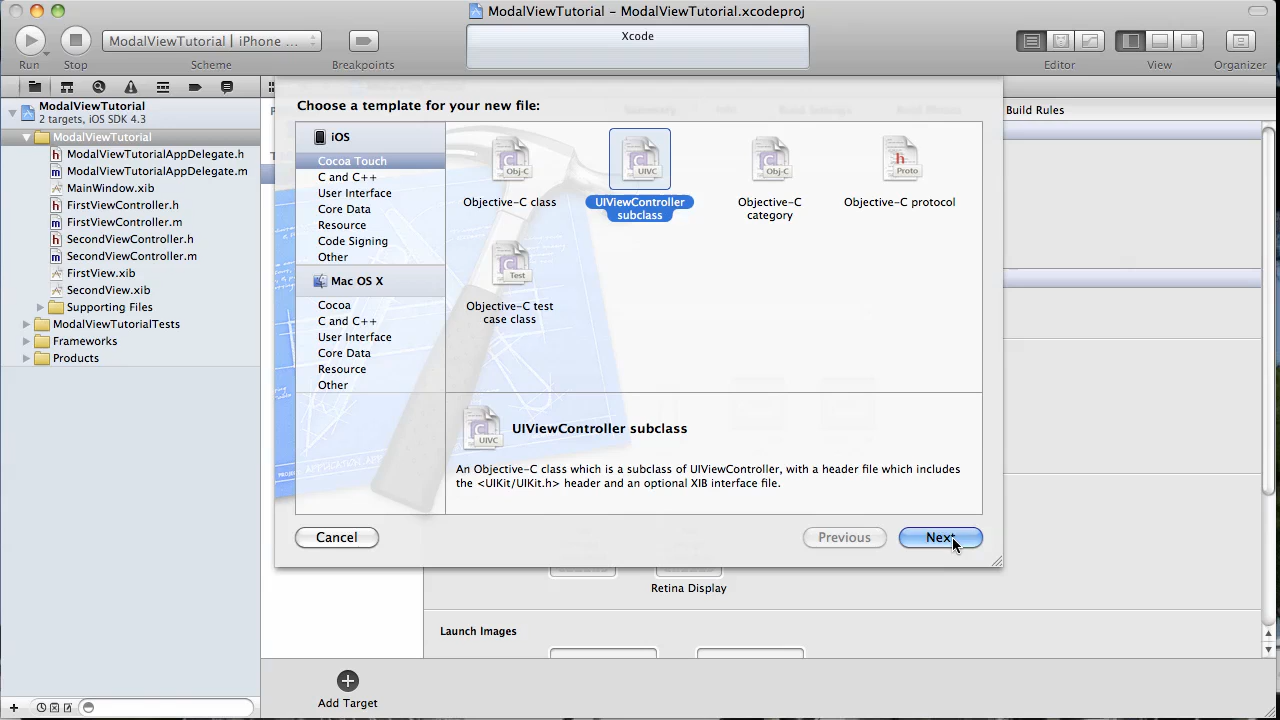 ModalViewTutorial – ModalViewTutorial.xcodeproj
ModalViewTutorial | iPhone ...
Xcode
Run
Stop
Scheme
Breakpoints
Editor
View
Organizer
ModalViewTutorial
2 targets, iOS SDK 4.3
ModalViewTutorial
ModalViewTutorialAppDelegate.h
ModalViewTutorialAppDelegate.m
MainWindow.xib
FirstViewController.h
FirstViewController.m
SecondViewController.h
SecondViewController.m
FirstView.xib
SecondView.xib
Supporting Files
ModalViewTutorialTests
Frameworks
Products
Choose a template for your new file:
Build Rules
iOS
Cocoa Touch
C and C++
User Interface
Core Data
Resource
Code Signing
Other
Mac OS X
Cocoa
C and C++
User Interface
Core Data
Resource
Other
Obj-C
Objective-C class
UIVC
UIViewController
subclass
Obj-C
Objective-C
category
h
Proto
Objective-C protocol
Test
Objective-C test
case class
UIVC
UIViewController subclass
An Objective-C class which is a subclass of UIViewController, with a header file which includes
the <UIKit/UIKit.h> header and an optional XIB interface file.
Cancel
Previous
Next
Retina Display
Launch Images
Add Target